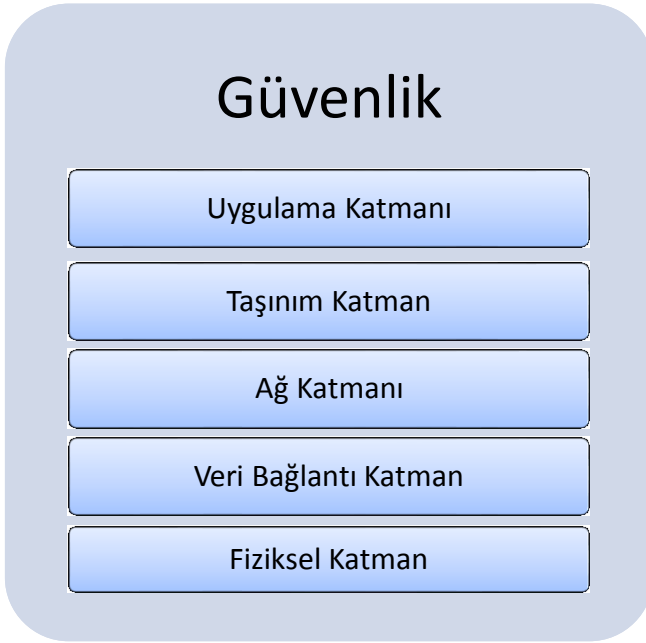 Güvenlik
Uygulama Katmanı
Taşınım Katman
Ağ Katmanı
Veri Bağlantı Katman
Fiziksel Katman